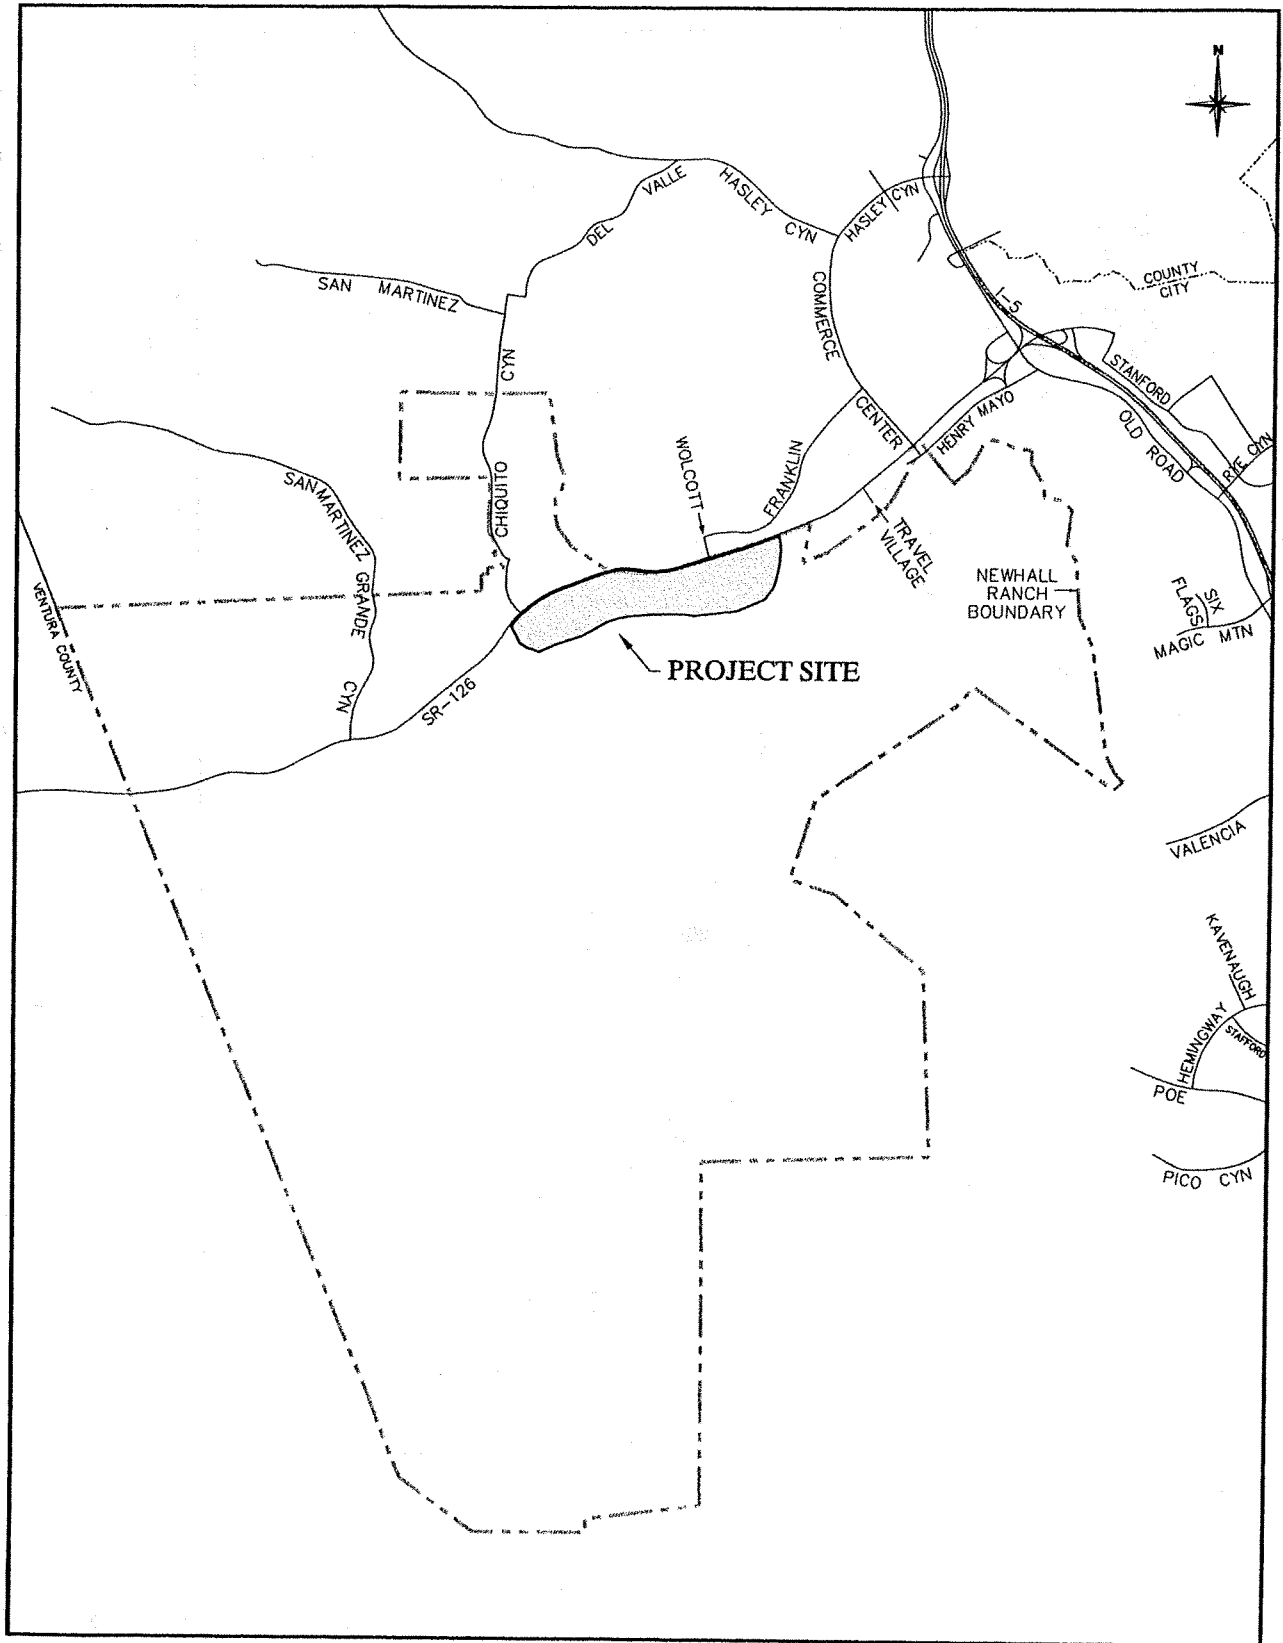 N
VALLE
HASLEY
CYN
HASLEY CYN
DEL
SAN MARTINEZ
COUNTY
CITY
I-5
COMMERCE
CYN
STANFORD
CENTER
HENRY MAYO
OLD ROAD
RYE CYN
WOLCOTT
FRANKLIN
SAN MARTINEZ GRANDE
CHIQUITO
TRAVEL
VILLAGE
NEWHALL
RANCH
BOUNDARY
SIX
FLAGS
MAGIC MTN
VENTURA COUNTY
PROJECT SITE
CYN
SR-126
VALENCIA
KAVENAUGH
HEMINGWAY
STAFFORD
POE
PICO CYN